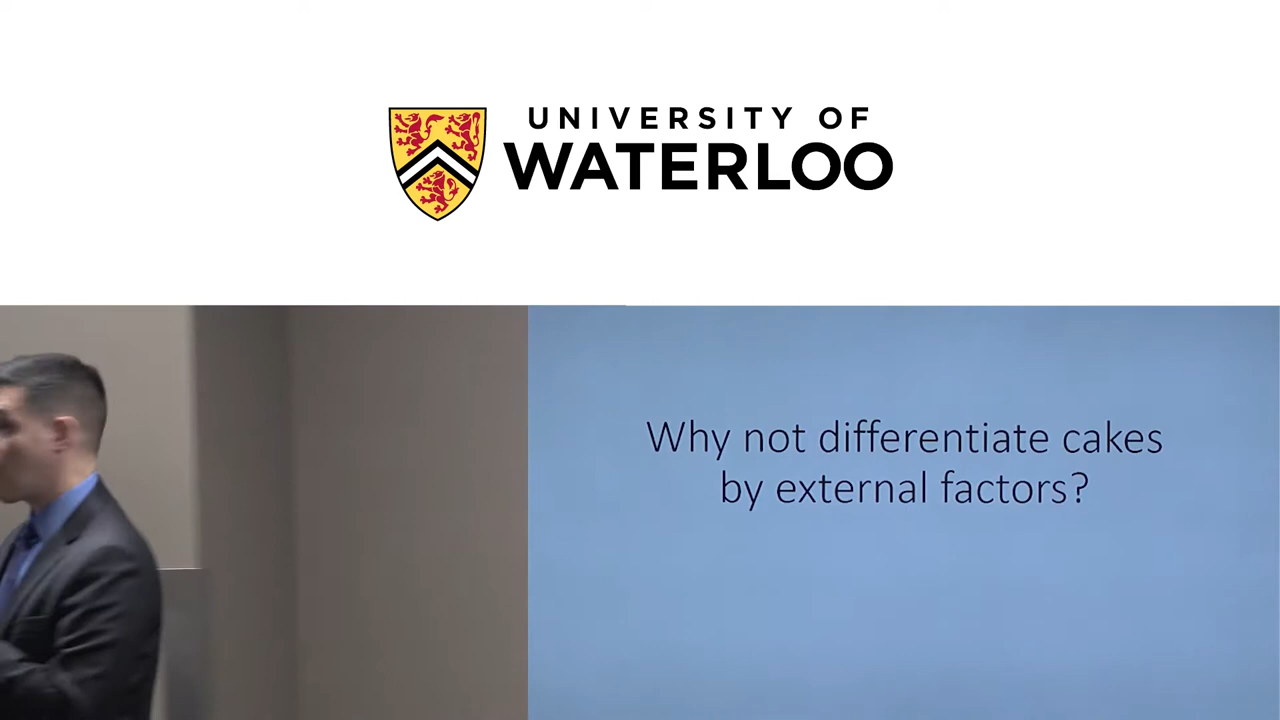 UNIVERSITY OF
WATERLOO
Why not differentiate cakes
by external factors?